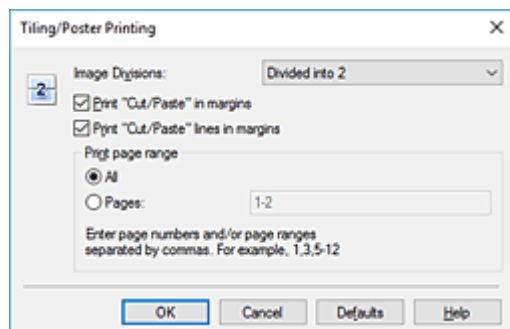 Tiling/Poster Printing
Image Divisions: Divided into 2
2
Print "Cut/Paste" in margins
Print "Cut/Paste" lines in margins
Print page range
All
Pages: 1-2
Enter page numbers and/or page ranges
separated by commas. For example, 1,3,5-12
OK Cancel Defaults Help